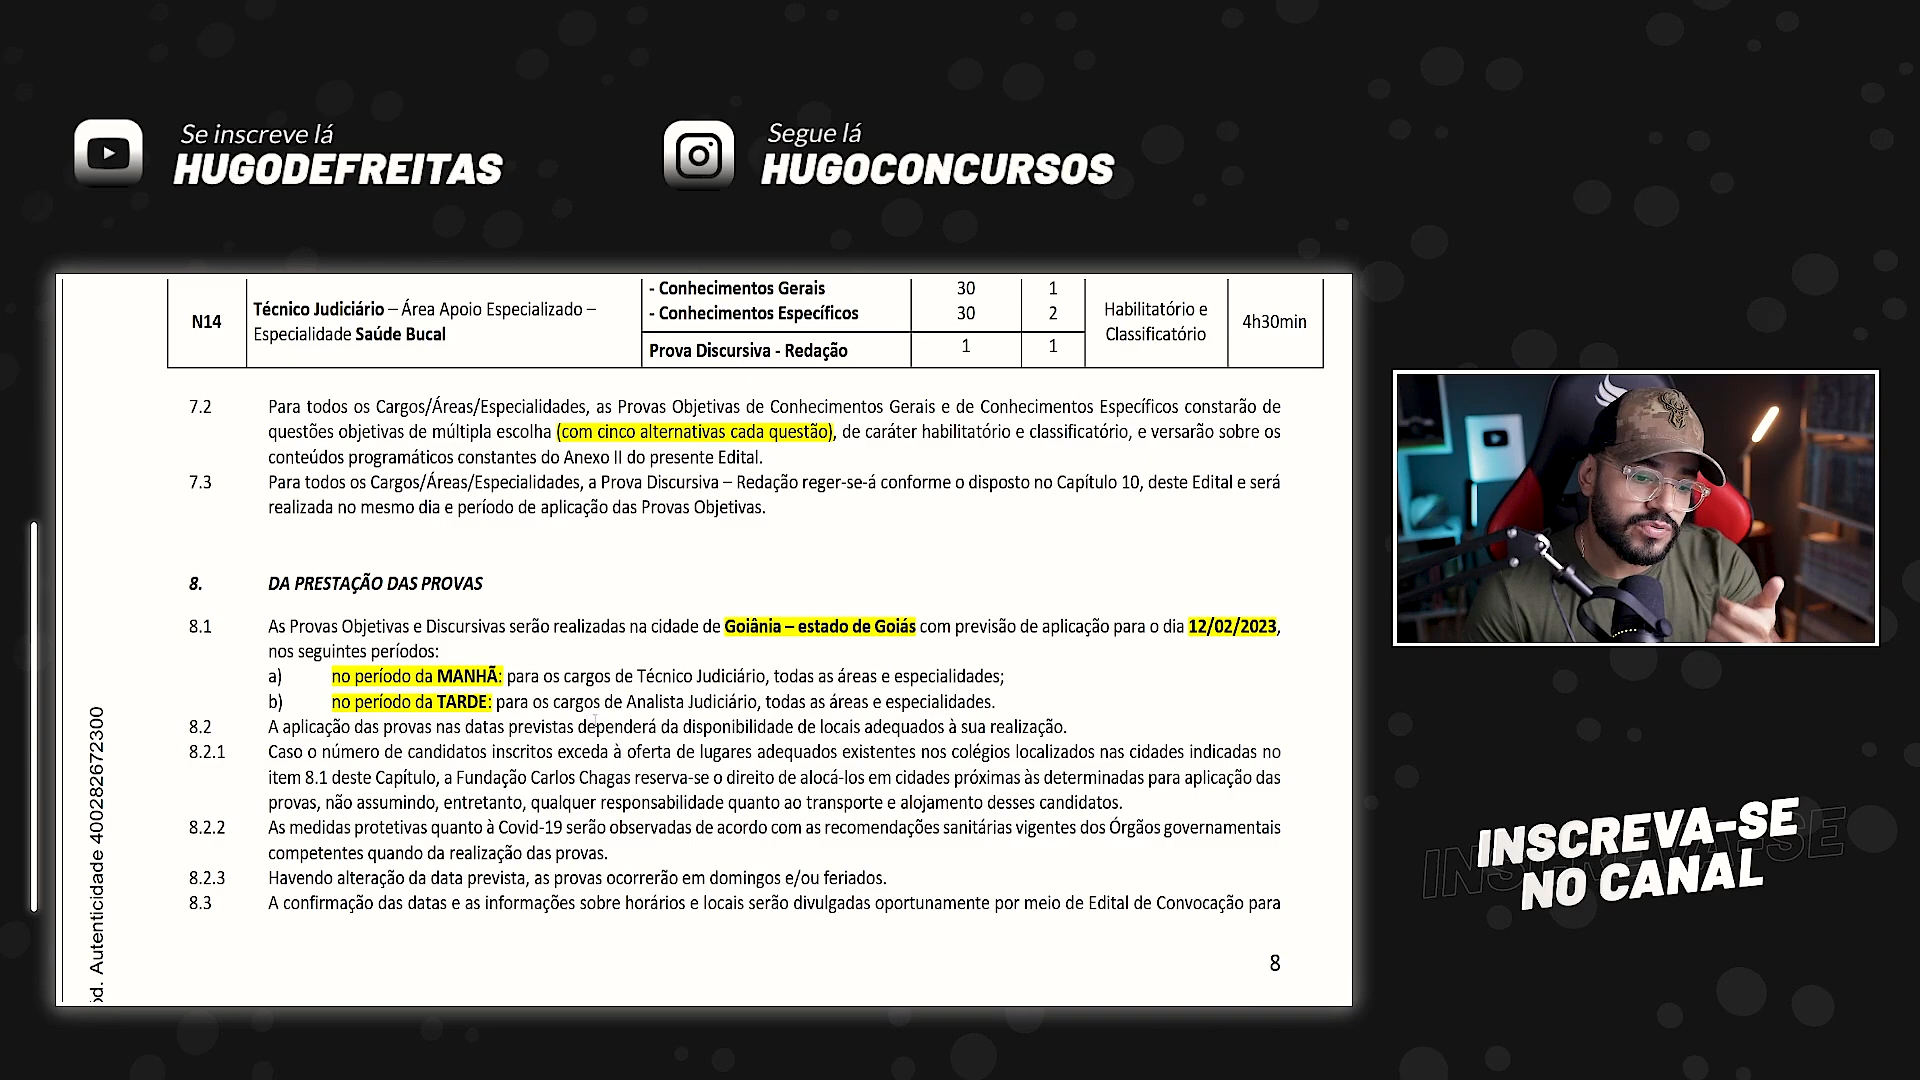 Se inscreve lá
HUGODEFREITAS
Segue lá
HUGOCONCURSOS
N14
Técnico Judiciário – Área Apoio Especializado –
Especialidade Saúde Bucal
- Conhecimentos Gerais 30 1
- Conhecimentos Específicos 30 2
Prova Discursiva - Redação 1 1
Habilitatório e
Classificatório
4h30min
7.2 Para todos os Cargos/Áreas/Especialidades, as Provas Objetivas de Conhecimentos Gerais e de Conhecimentos Específicos constarão de
questões objetivas de múltipla escolha (com cinco alternativas cada questão), de caráter habilitatório e classificatório, e versarão sobre os
conteúdos programáticos constantes do Anexo II do presente Edital.
7.3 Para todos os Cargos/Áreas/Especialidades, a Prova Discursiva – Redação reger-se-á conforme o disposto no Capítulo 10, deste Edital e será
realizada no mesmo dia e período de aplicação das Provas Objetivas.
8. DA PRESTAÇÃO DAS PROVAS
8.1 As Provas Objetivas e Discursivas serão realizadas na cidade de Goiânia – estado de Goiás com previsão de aplicação para o dia 12/02/2023,
nos seguintes períodos:
a) no período da MANHÃ: para os cargos de Técnico Judiciário, todas as áreas e especialidades;
b) no período da TARDE: para os cargos de Analista Judiciário, todas as áreas e especialidades.
8.2 A aplicação das provas nas datas previstas dependerá da disponibilidade de locais adequados à sua realização.
8.2.1 Caso o número de candidatos inscritos exceda à oferta de lugares adequados existentes nos colégios localizados nas cidades indicadas no
item 8.1 deste Capítulo, a Fundação Carlos Chagas reserva-se o direito de alocá-los em cidades próximas às determinadas para aplicação das
provas, não assumindo, entretanto, qualquer responsabilidade quanto ao transporte e alojamento desses candidatos.
8.2.2 As medidas protetivas quanto à Covid-19 serão observadas de acordo com as recomendações sanitárias vigentes dos Órgãos governamentais
competentes quando da realização das provas.
8.2.3 Havendo alteração da data prevista, as provas ocorrerão em domingos e/ou feriados.
8.3 A confirmação das datas e as informações sobre horários e locais serão divulgadas oportunamente por meio de Edital de Convocação para
8
ód. Autenticidade 400282672300
INSCREVA-SE
NO CANAL
INSCREVA-SE